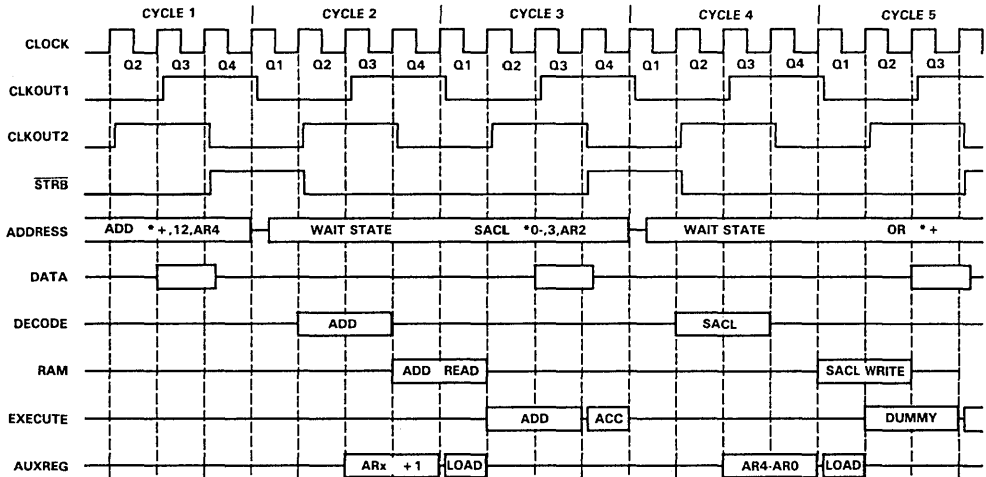 CYCLE 1 CYCLE 2 CYCLE 3 CYCLE 4 CYCLE 5
CLOCK
Q2 Q3 Q4 Q1 Q2 Q3 Q4 Q1 Q2 Q3 Q4 Q1 Q2 Q3 Q4 Q1 Q2 Q3
CLKOUT1
CLKOUT2
STRB
ADDRESS ADD *+,12,AR4 WAIT STATE SACL *0-,3,AR2 WAIT STATE OR *+
DATA
DECODE ADD SACL
RAM ADD READ SACL WRITE
EXECUTE ADD ACC DUMMY
AUXREG ARx +1 LOAD AR4-AR0 LOAD